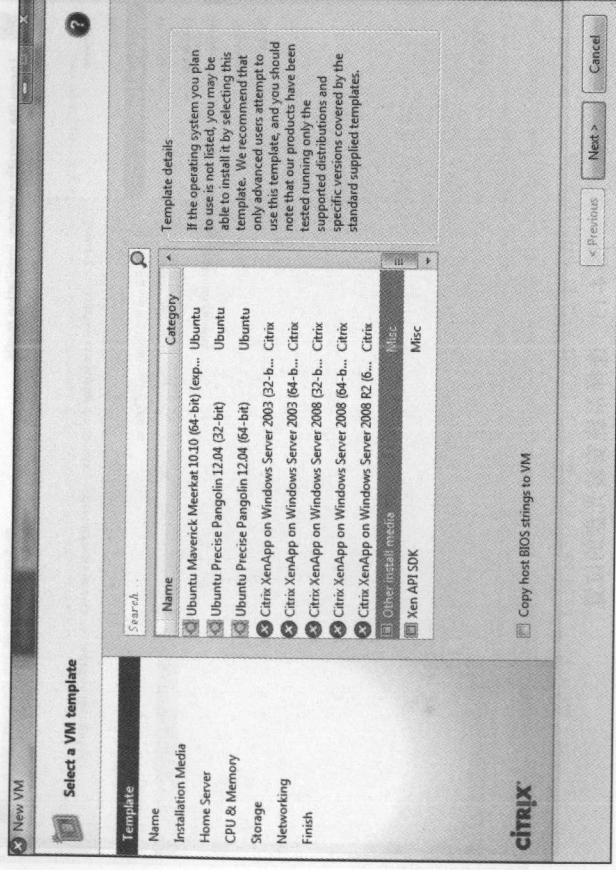 New VM
Select a VM template
?
Template
Name
Installation Media
Home Server
CPU & Memory
Storage
Networking
Finish
CİTRIX
Search...
Name Category
Ubuntu Maverick Meerkat 10.10 (64-bit) (exp... Ubuntu
Ubuntu Precise Pangolin 12.04 (32-bit) Ubuntu
Ubuntu Precise Pangolin 12.04 (64-bit) Ubuntu
Citrix XenApp on Windows Server 2003 (32-b... Citrix
Citrix XenApp on Windows Server 2003 (64-b... Citrix
Citrix XenApp on Windows Server 2008 (32-b... Citrix
Citrix XenApp on Windows Server 2008 (64-b... Citrix
Citrix XenApp on Windows Server 2008 R2 (6... Citrix
Other install media Misc
Xen API SDK Misc
Template details
If the operating system you plan
to use is not listed, you may be
able to install it by selecting this
template. We recommend that
only advanced users attempt to
use this template, and you should
note that our products have been
tested running only the
supported distributions and
specific versions covered by the
standard supplied templates.
Copy host BIOS strings to VM
< Previous
Next >
Cancel